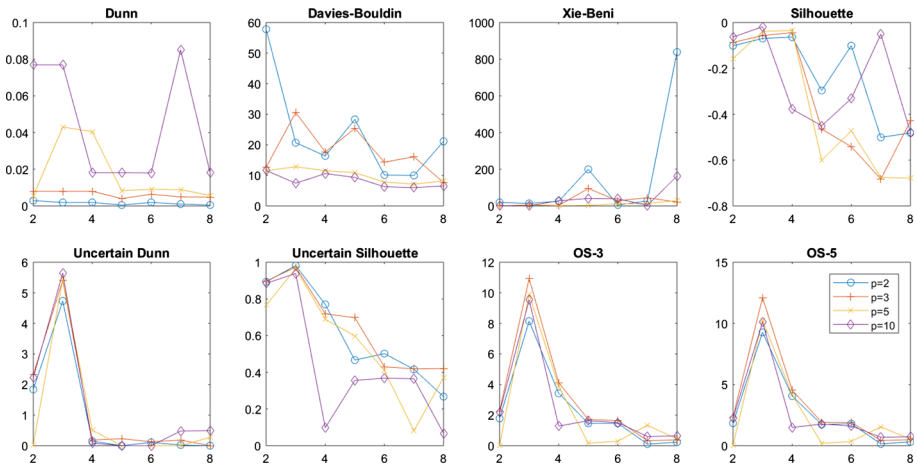 Dunn
0.1
0.08
0.06
0.04
0.02
0
2 4 6 8
Davies-Bouldin
60
50
40
30
20
10
0
2 4 6 8
Xie-Beni
1000
800
600
400
200
0
2 4 6 8
Silhouette
0
-0.2
-0.4
-0.6
-0.8
2 4 6 8
Uncertain Dunn
6
5
4
3
2
1
0
2 4 6 8
Uncertain Silhouette
1
0.8
0.6
0.4
0.2
0
2 4 6 8
OS-3
12
10
8
6
4
2
0
2 4 6 8
OS-5
15
10
5
0
2 4 6 8
p=2
p=3
p=5
p=10